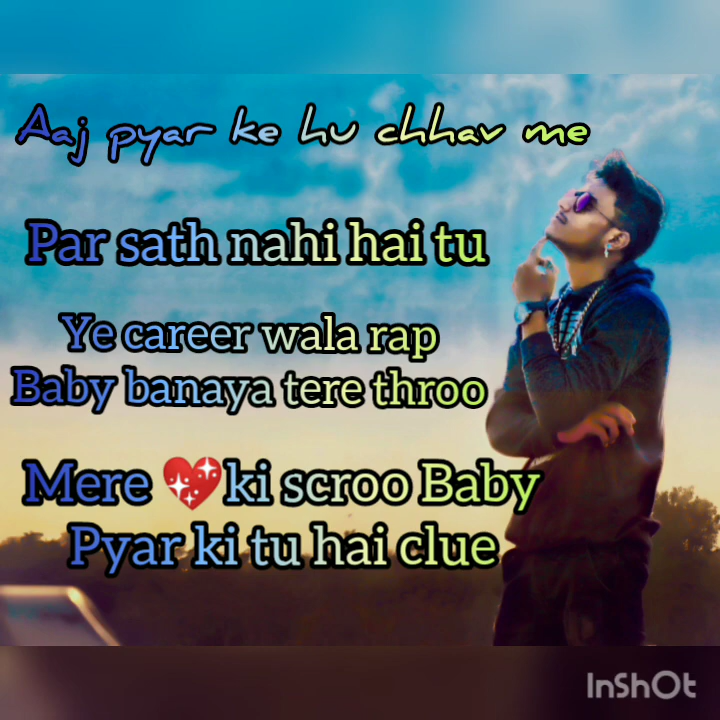 Aaj pyar ke hu chhav me
Par sath nahi hai tu
Ye career wala rap
Baby banaya tere throo
Mere 💖ki scroo Baby
Pyar ki tu hai clue
InShOt